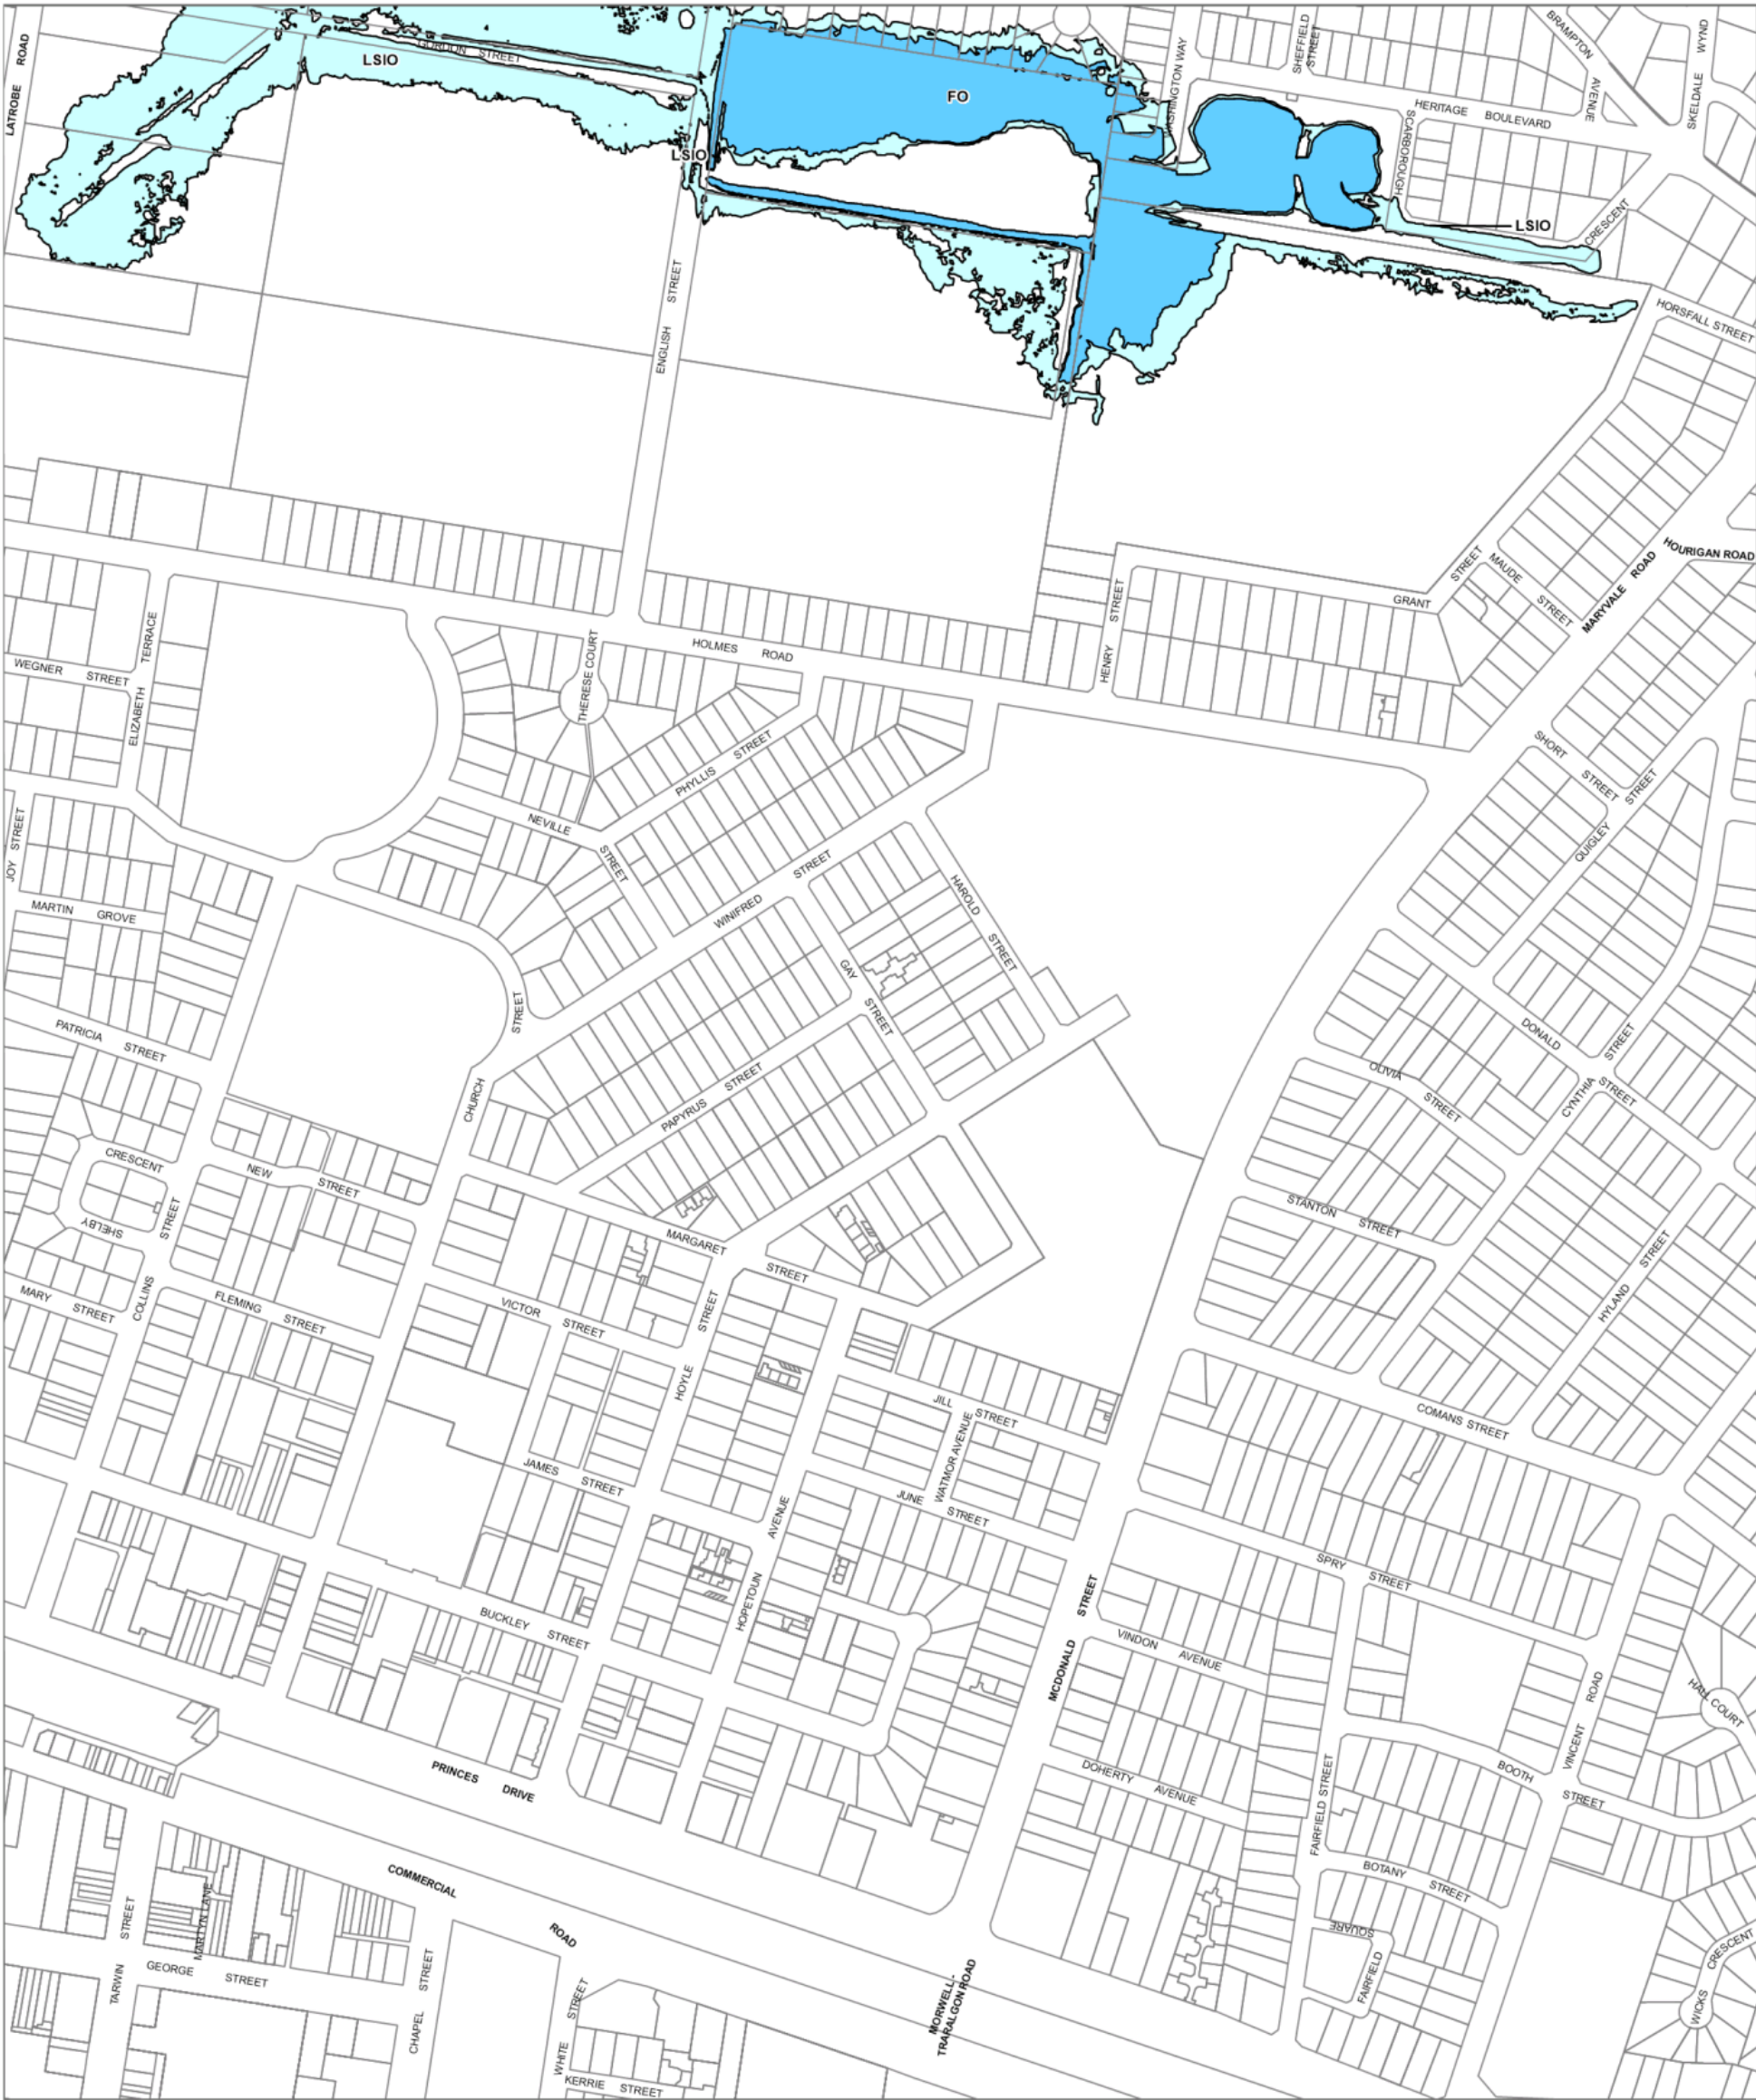 LATROBE ROAD
GORDON STREET
LSIO
LSIO
FO
WASHINGTON WAY
SHEFFIELD
STREET
BRAMPTON
AVENUE
SKELDALE WYND
HERITAGE BOULEVARD
SCARBOROUGH
CRESCENT
LSIO
HORSFALL STREET
ENGLISH STREET
HOURIGAN ROAD
MARYVALE ROAD
MAUDE STREET
GRANT STREET
HENRY STREET
HOLMES ROAD
THERESE COURT
ELIZABETH TERRACE
WEGNER STREET
PHYLLIS STREET
SHORT STREET
QUIGLEY STREET
NEVILLE STREET
JOY STREET
WINIFRED STREET
HAROLD STREET
MARTIN GROVE
GAY STREET
PATRICIA STREET
CHURCH STREET
PAPYRUS STREET
DONALD STREET
OLIVIA STREET
CYNTHIA STREET
SHELBY CRESCENT
NEW STREET
COLLINS STREET
STANTON STREET
MARGARET STREET
HYLAND STREET
MARY STREET
FLEMING STREET
VICTOR STREET
HOYLE STREET
JILL STREET
WATMOR AVENUE
COMANS STREET
JAMES STREET
JUNE STREET
HOPETOUN AVENUE
SPRY STREET
BUCKLEY STREET
MCDONALD STREET
VINDON AVENUE
VINCENT ROAD
HALL COURT
PRINCES DRIVE
DOHERTY AVENUE
FAIRFIELD STREET
BOOTH STREET
COMMERCIAL ROAD
BOTANY STREET
TARWIN STREET
MARTYN LANE
GEORGE STREET
CHAPEL STREET
WHITE STREET
KERRIE STREET
MORWELL-
TRARALGON ROAD
FAIRFIELD SQUARE
WICKS CRESCENT